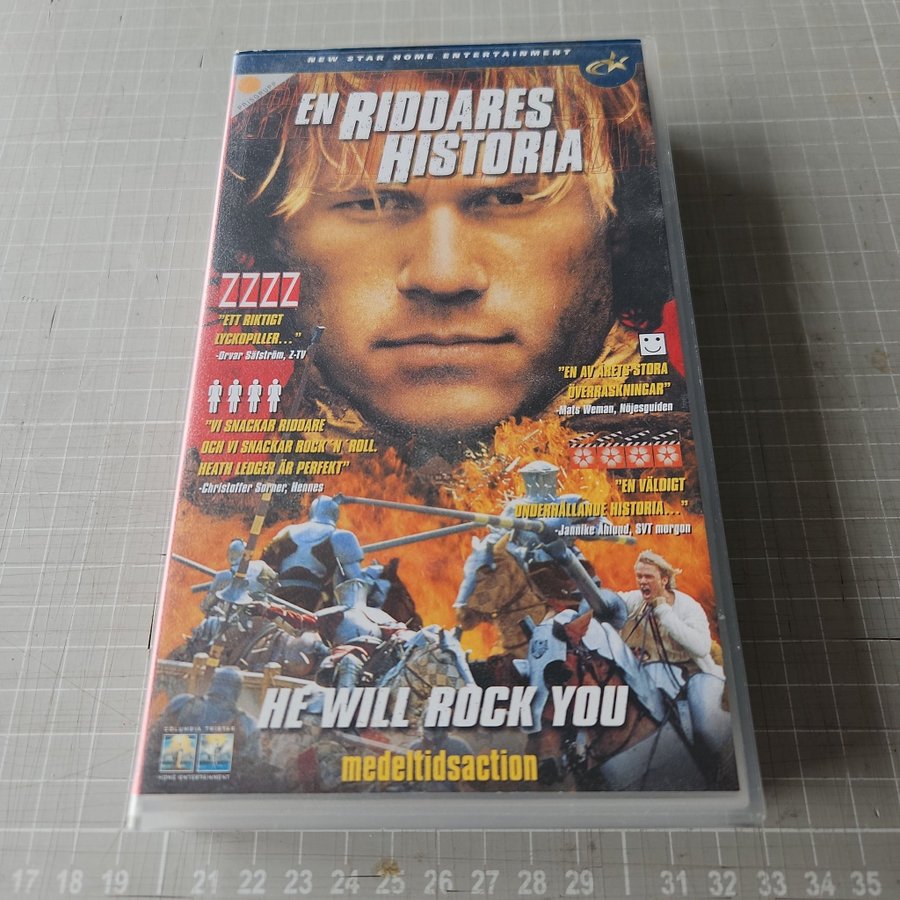 NEW STAR HOME ENTERTAINMENT
PRISGRUPP
EN RIDDARES
HISTORIA
ZZZZ
"ETT RIKTIGT
LYCKOPILLER..."
-Orvar Säfström, Z-TV
"EN AV ÅRETS STORA
ÖVERRASKNINGAR"
-Mats Weman, Nöjesguiden
"VI SNACKAR RIDDARE
OCH VI SNACKAR ROCK 'N' ROLL.
HEATH LEDGER ÄR PERFEKT"
-Christoffer Sorner, Hennes
"EN VÄLDIGT
UNDERHÅLLANDE HISTORIA..."
-Jannike Åhlund, SVT morgon
HE WILL ROCK YOU
COLUMBIA TRISTAR
HOME ENTERTAINMENT
medeltidsaction
17 18 19 21 22 23 24 25 26 27 28 29 31 32 33 34 35